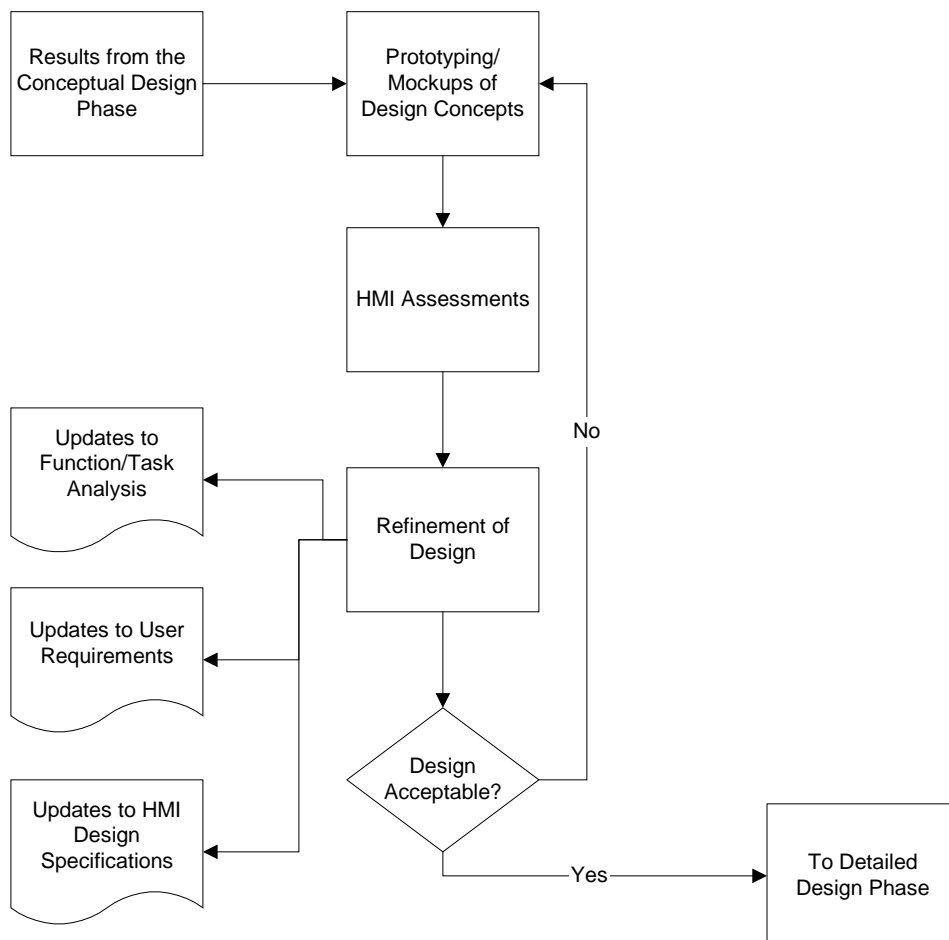 Results from the
Conceptual Design
Phase
Prototyping/
Mockups of
Design Concepts
HMI Assessments
Updates to
Function/Task
Analysis
No
Refinement of
Design
Updates to User
Requirements
Design
Acceptable?
Updates to HMI
Design
Specifications
Yes
To Detailed
Design Phase